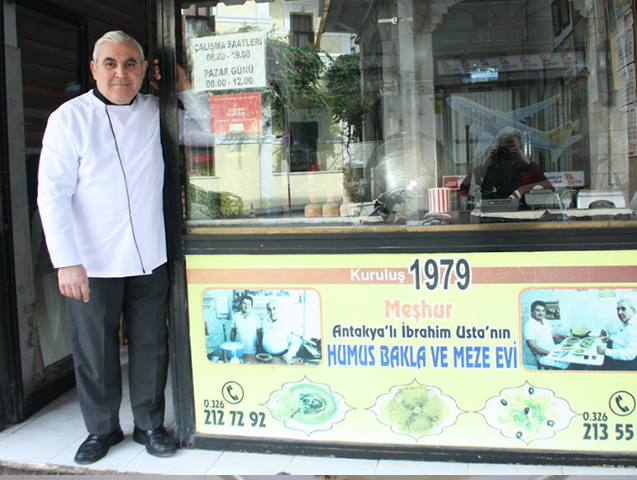 ÇALIŞMA SAATLERİ
08.00 - 19.00
PAZAR GÜNÜ
08.00 - 12.00
Kuruluş 1979
Meşhur
Antakya'lı İbrahim Usta'nın
HUMUS BAKLA VE MEZE EVİ
0.326
212 72 92
0.326
213 55